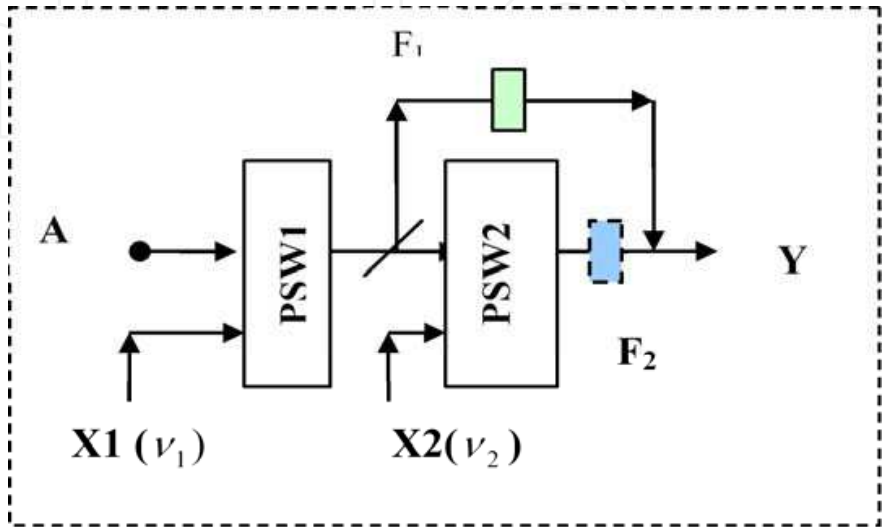 F₁
A
PSW1
PSW2
Y
F₂
X1 (ν₁)
X2(ν₂)